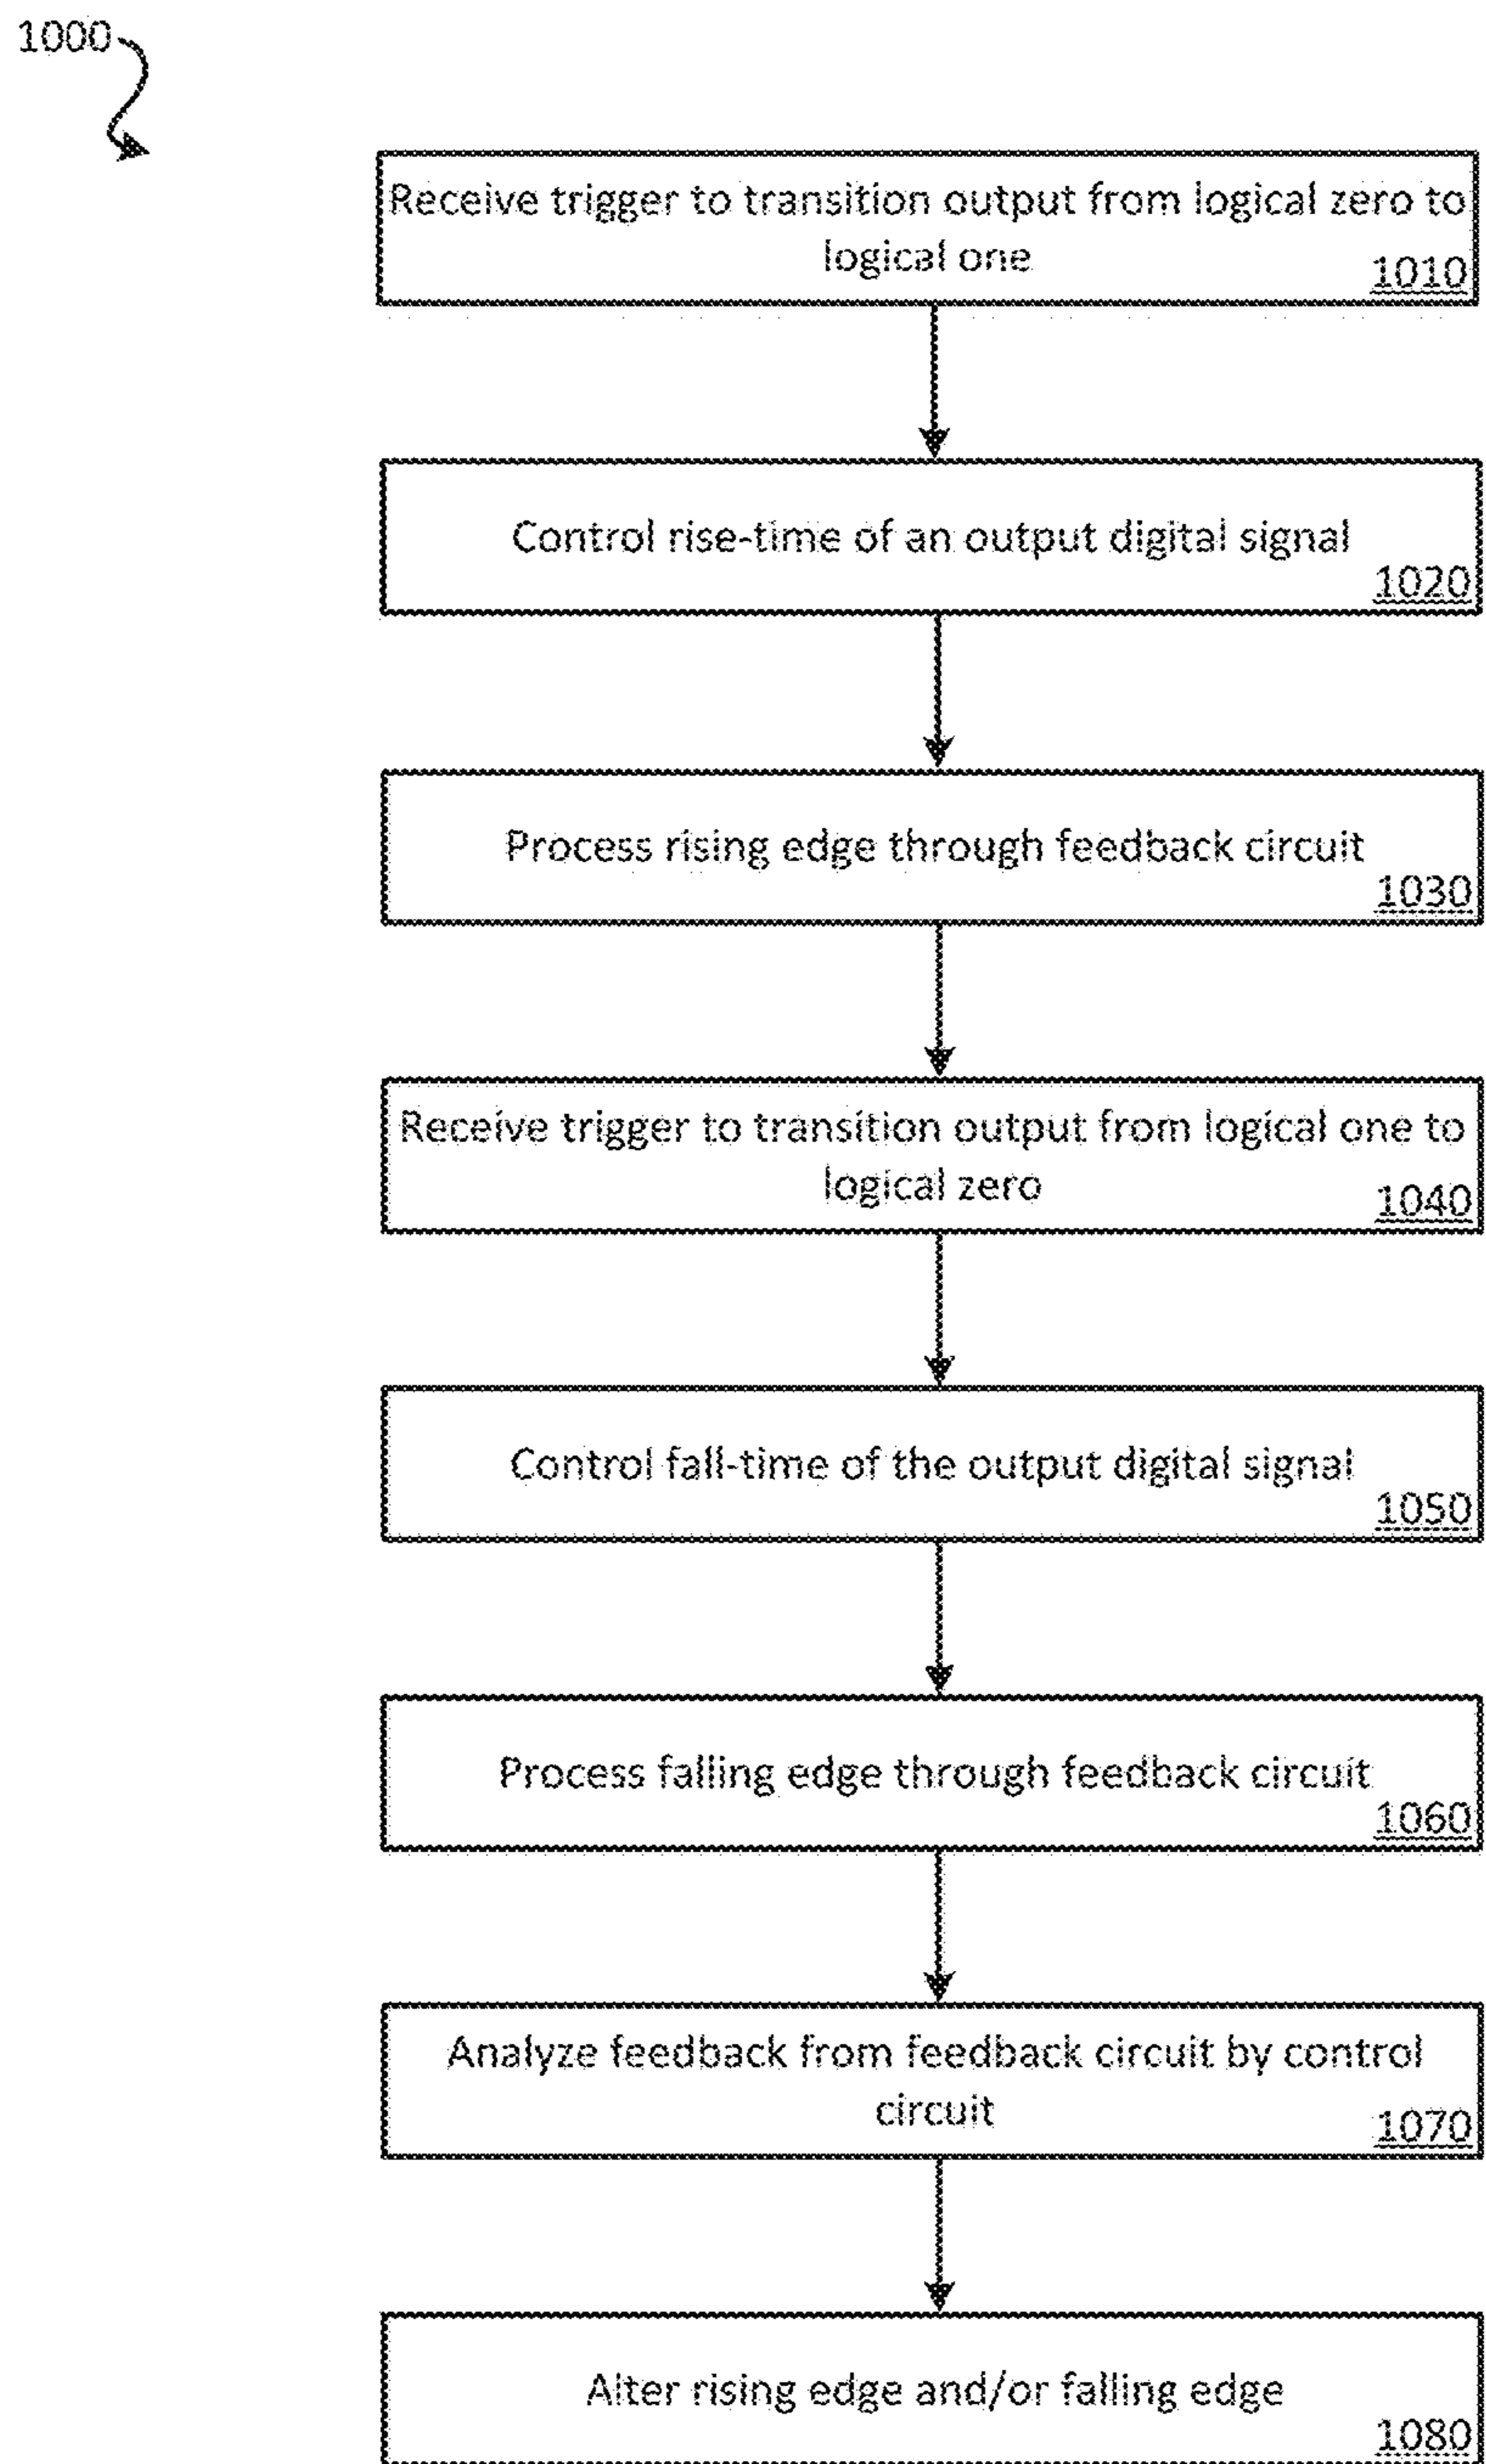 1000
Receive trigger to transition output from logical zero to
logical one
1010
Control rise-time of an output digital signal
1020
Process rising edge through feedback circuit
1030
Receive trigger to transition output from logical one to
logical zero
1040
Control fall-time of the output digital signal
1050
Process falling edge through feedback circuit
1060
Analyze feedback from feedback circuit by control
circuit
1070
Alter rising edge and/or falling edge
1080